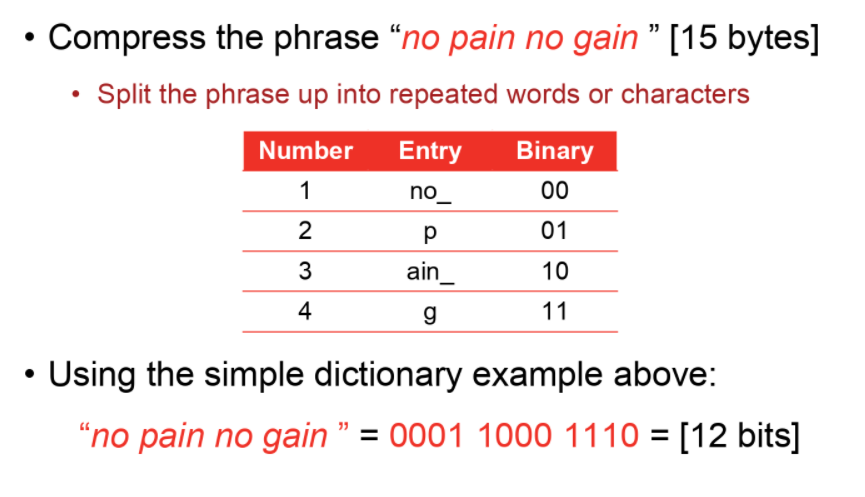 • Compress the phrase “no pain no gain ” [15 bytes]
• Split the phrase up into repeated words or characters
Number Entry Binary
1 no_ 00
2 p 01
3 ain_ 10
4 g 11
• Using the simple dictionary example above:
“no pain no gain ” = 0001 1000 1110 = [12 bits]